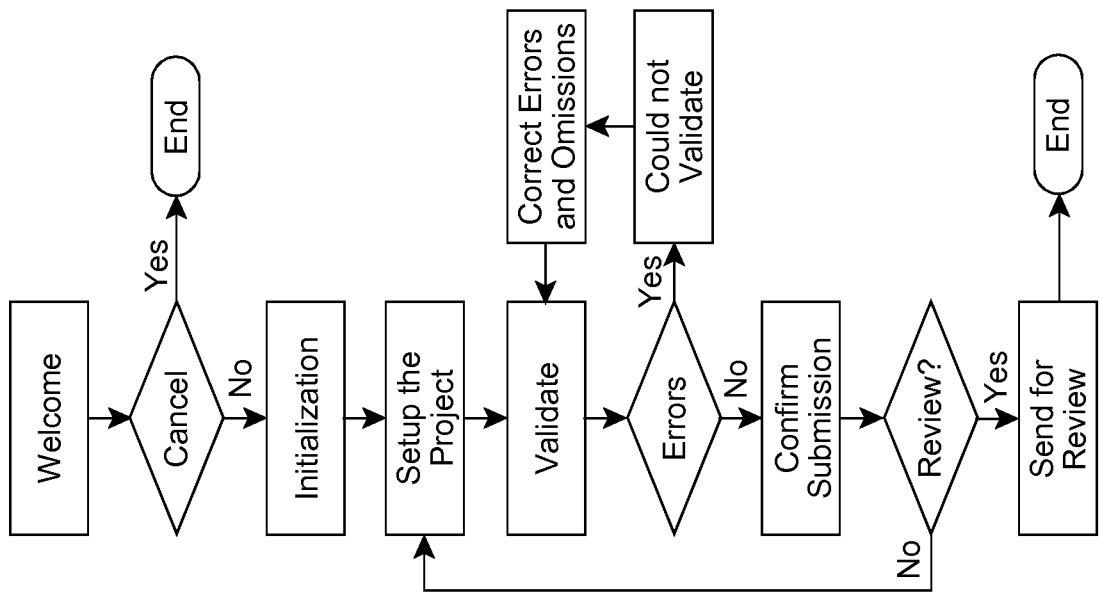 Welcome
Cancel
Yes
End
No
Initialization
Setup the
Project
Validate
Correct Errors
and Omissions
Errors
Yes
Could not
Validate
No
Confirm
Submission
Review?
No
Yes
Send for
Review
End